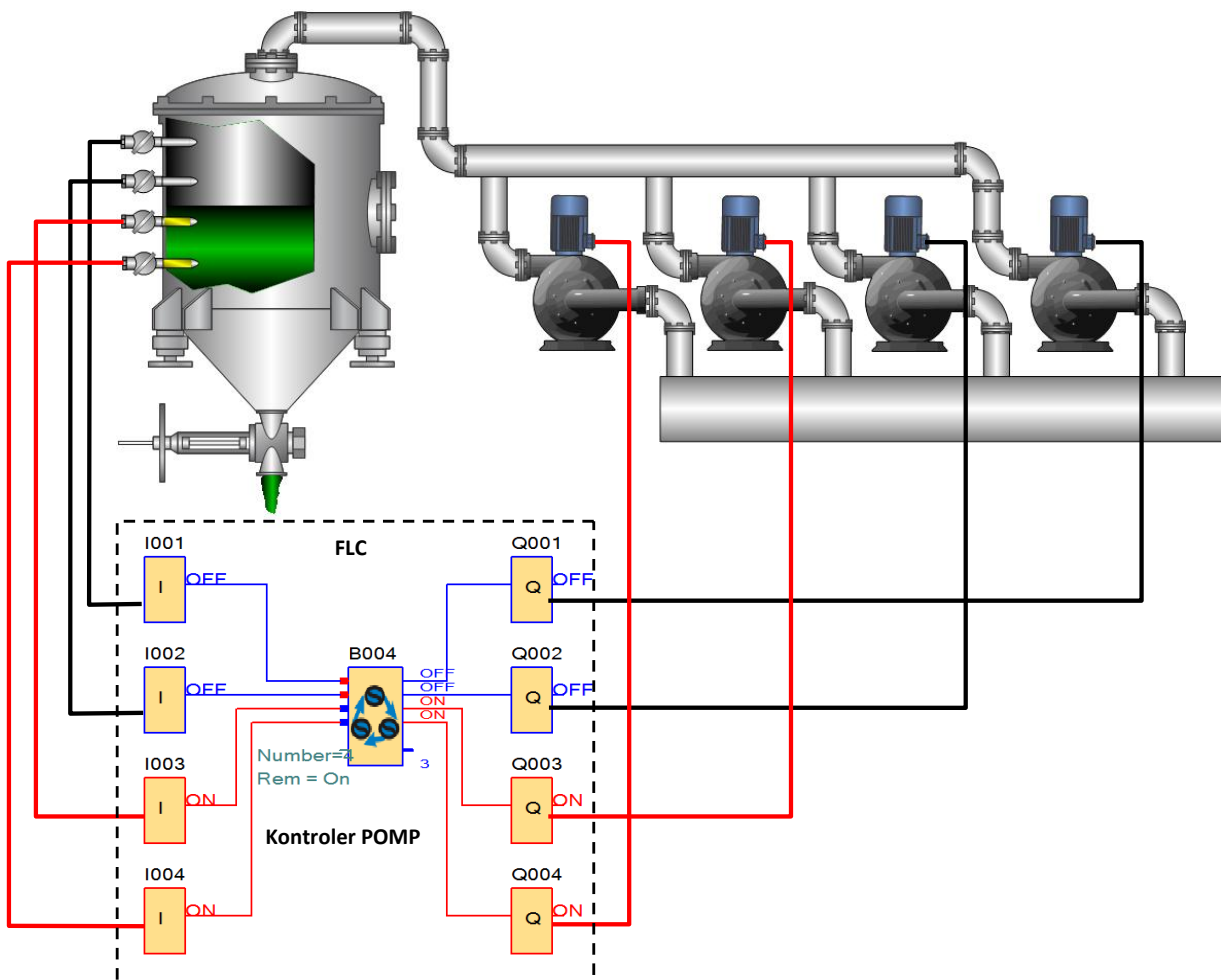 FLC
I001
I
OFF
Q001
Q
OFF
I002
I
OFF
B004
OFF
OFF
ON
ON
3
Q002
Q
OFF
Number=4
Rem = On
I003
I
ON
Q003
Q
ON
Kontroler POMP
I004
I
ON
Q004
Q
ON